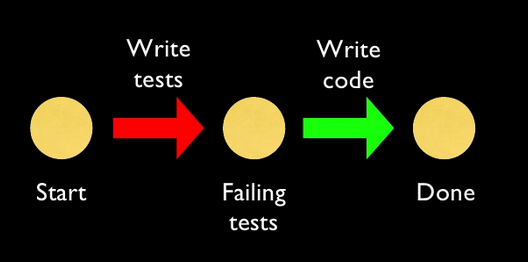 Write
tests
Write
code
Start
Failing
tests
Done